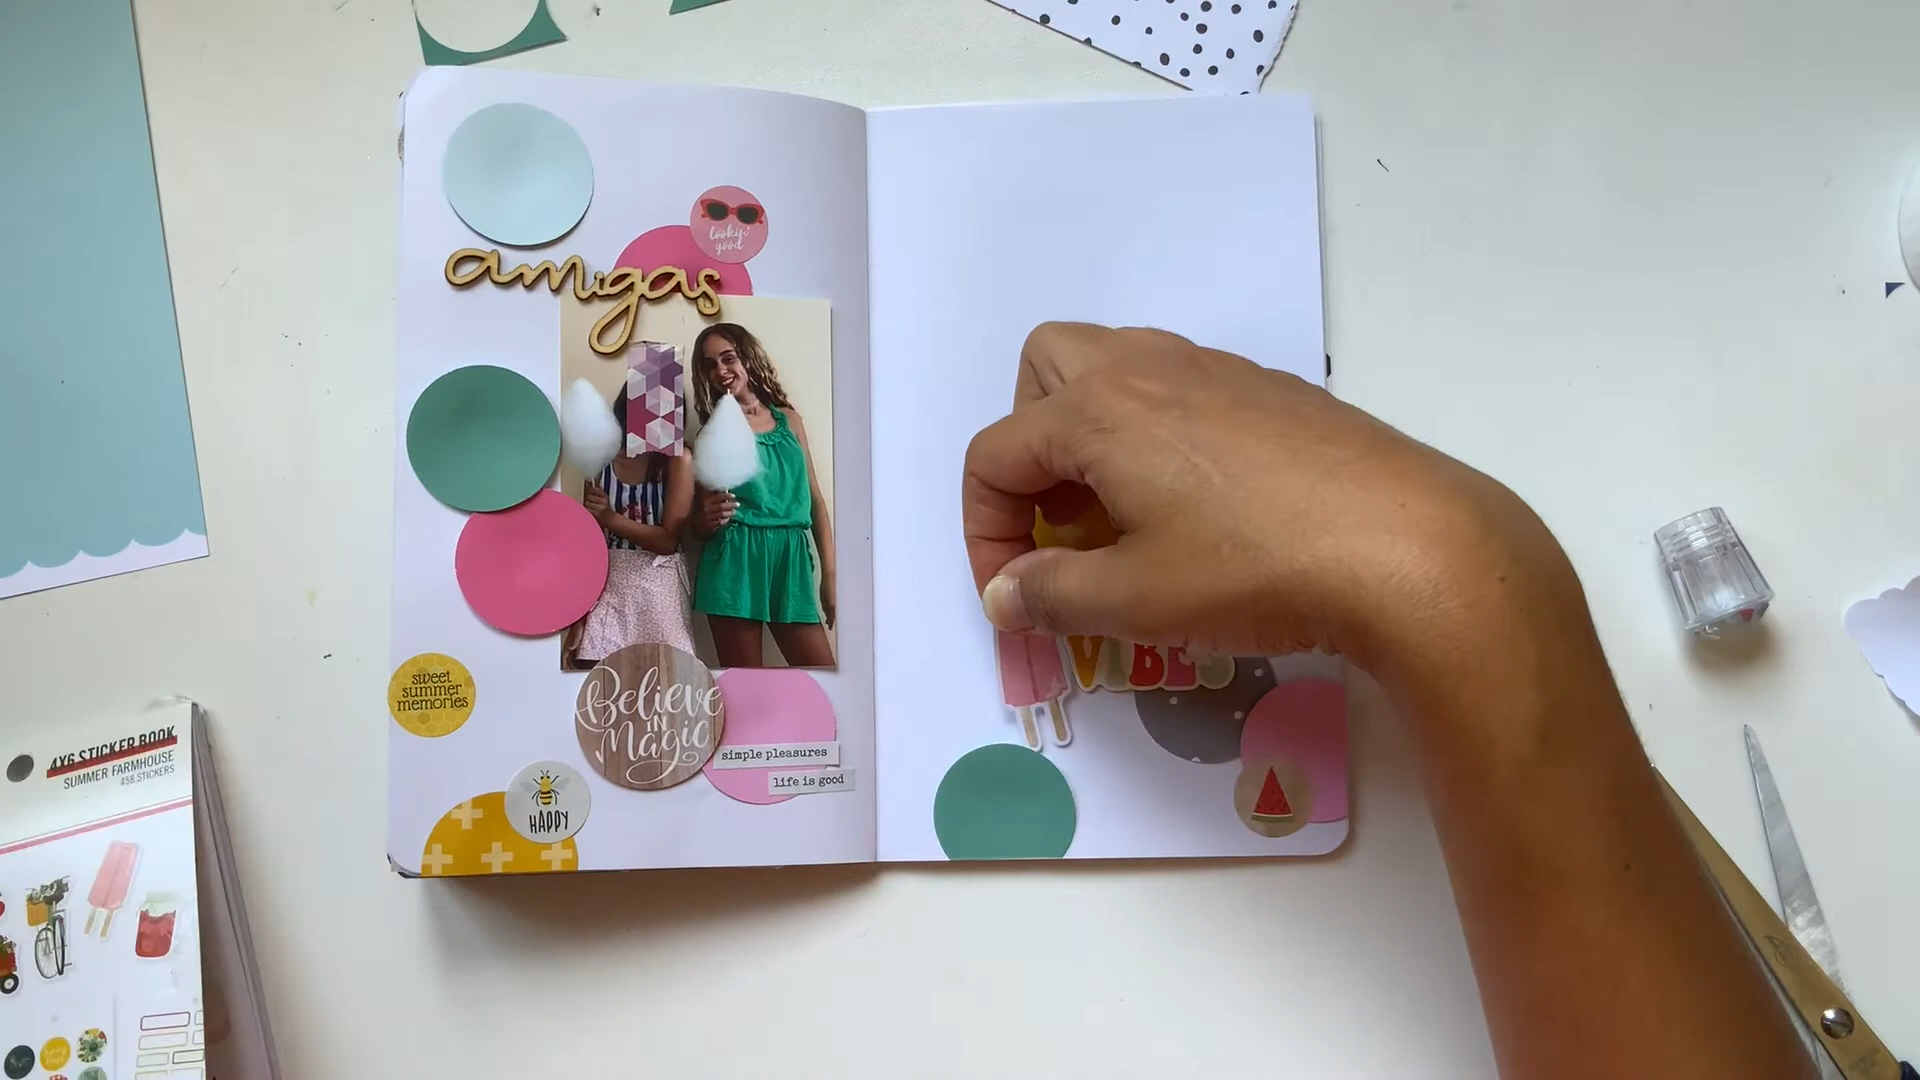 lookin'
good
amigas
sweet
summer
memories
Believe
IN
Magic
simple pleasures
life is good
HAPPY
VIBES
4X6 STICKER BOOK
SUMMER FARMHOUSE
458 STICKERS